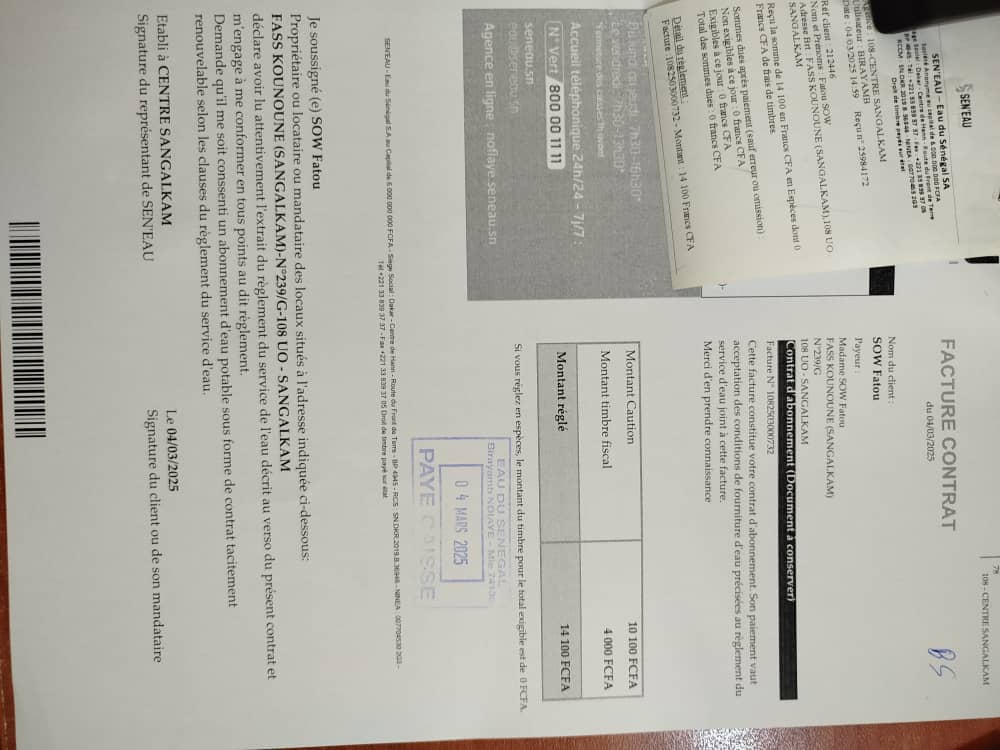 SEN'EAU
SEN'EAU – Eau du Sénégal SA
Société Anonyme au capital de 6.000.000.000 FCFA
Siège Social : Dakar - Centre de Hann - Route du Front de Terre
BP 4945 - Tél : +221 33 839 37 37 - Fax : +221 33 839 37 05
RCCM : SN.DKR.2019.B.36946 - NINEA : 00770453 2G3
Droit de timbre payés sur état
Agence : 108-CENTRE SANGALKAM
Utilisateur : BIRAYAMB
Date : 04/03/2025 14:59 Reçu n° 25984172
Réf client : 212446
Nom et Prénoms : Fatou SOW
Adresse Brt : FASS KOUNOUNE (SANGALKAM),108 UO -
SANGALKAM
Reçu la somme de 14 100 en Francs CFA en Espèces dont 0
Francs CFA de frais de timbres.
Sommes dues après paiement (sauf erreur ou omission) :
Non exigibles à ce jour : 0 francs CFA
Exigibles à ce jour : 0 francs CFA
Total des sommes dues : 0 francs CFA
Détail du règlement :
Facture :1082503000732 - Montant : 14 100 Francs CFA
Du lundi au jeudi : 7h30-16h30*
Le vendredi : 7h30-13h30*
*Fermeture des caisses 1h avant
Accueil téléphonique 24h/24 - 7j/7 :
N° Vert 800 00 11 11
seneau.sn
eau@seneau.sn
Agence en ligne : noflaye.seneau.sn
78
108 - CENTRE SANGALKAM
FACTURE CONTRAT
du 04/03/2025
BS
Nom du client :
SOW Fatou
Payeur :
Madame SOW Fatou
FASS KOUNOUNE (SANGALKAM)
N°239/G
108 UO - SANGALKAM
Contrat d'abonnement (Document à conserver)
Facture N° 1082503000732
Cette facture constitue votre contrat d'abonnement. Son paiement vaut
acceptation des conditions de fourniture d'eau précisées au règlement du
service d'eau joint à cette facture.
Merci d'en prendre connaissance
Montant Caution 10 100 FCFA
Montant timbre fiscal 4 000 FCFA
Montant réglé 14 100 FCFA
Si vous réglez en espèces, le montant du timbre pour le total exigible est de 0 FCFA.
EAU DU SENEGAL
Birayamb NDIAYE - Mle 7413
0 4 MARS 2025
PAYE CAISSE
SEN'EAU - Eau du Sénégal S.A au Capital de 6 000 000 000 FCFA - Siège Social : Dakar - Centre de Hann - Route du Front de Terre - BP 4945 - RCS : SN.DKR.2019.B.36946 - NINEA : 007704530 2G3 -
Tél +221 33 839 37 37 - Fax +221 33 839 37 05 Droit de timbre payé sur état
Je soussigné (e) SOW Fatou
Propriétaire ou locataire ou mandataire des locaux situés à l'adresse indiquée ci-dessous:
FASS KOUNOUNE (SANGALKAM)-N°239/G-108 UO - SANGALKAM
déclare avoir lu attentivement l'extrait du règlement du service de l'eau décrit au verso du présent contrat et
m'engage à me conformer en tous points au dit règlement.
Demande qu'il me soit conssenti un abonnement d'eau potable sous forme de contrat tacitement
renouvelable selon les clauses du règlement du service d'eau.
Etabli à CENTRE SANGALKAM
Signature du représentant de SEN'EAU
Le 04/03/2025
Signature du client ou de son mandataire